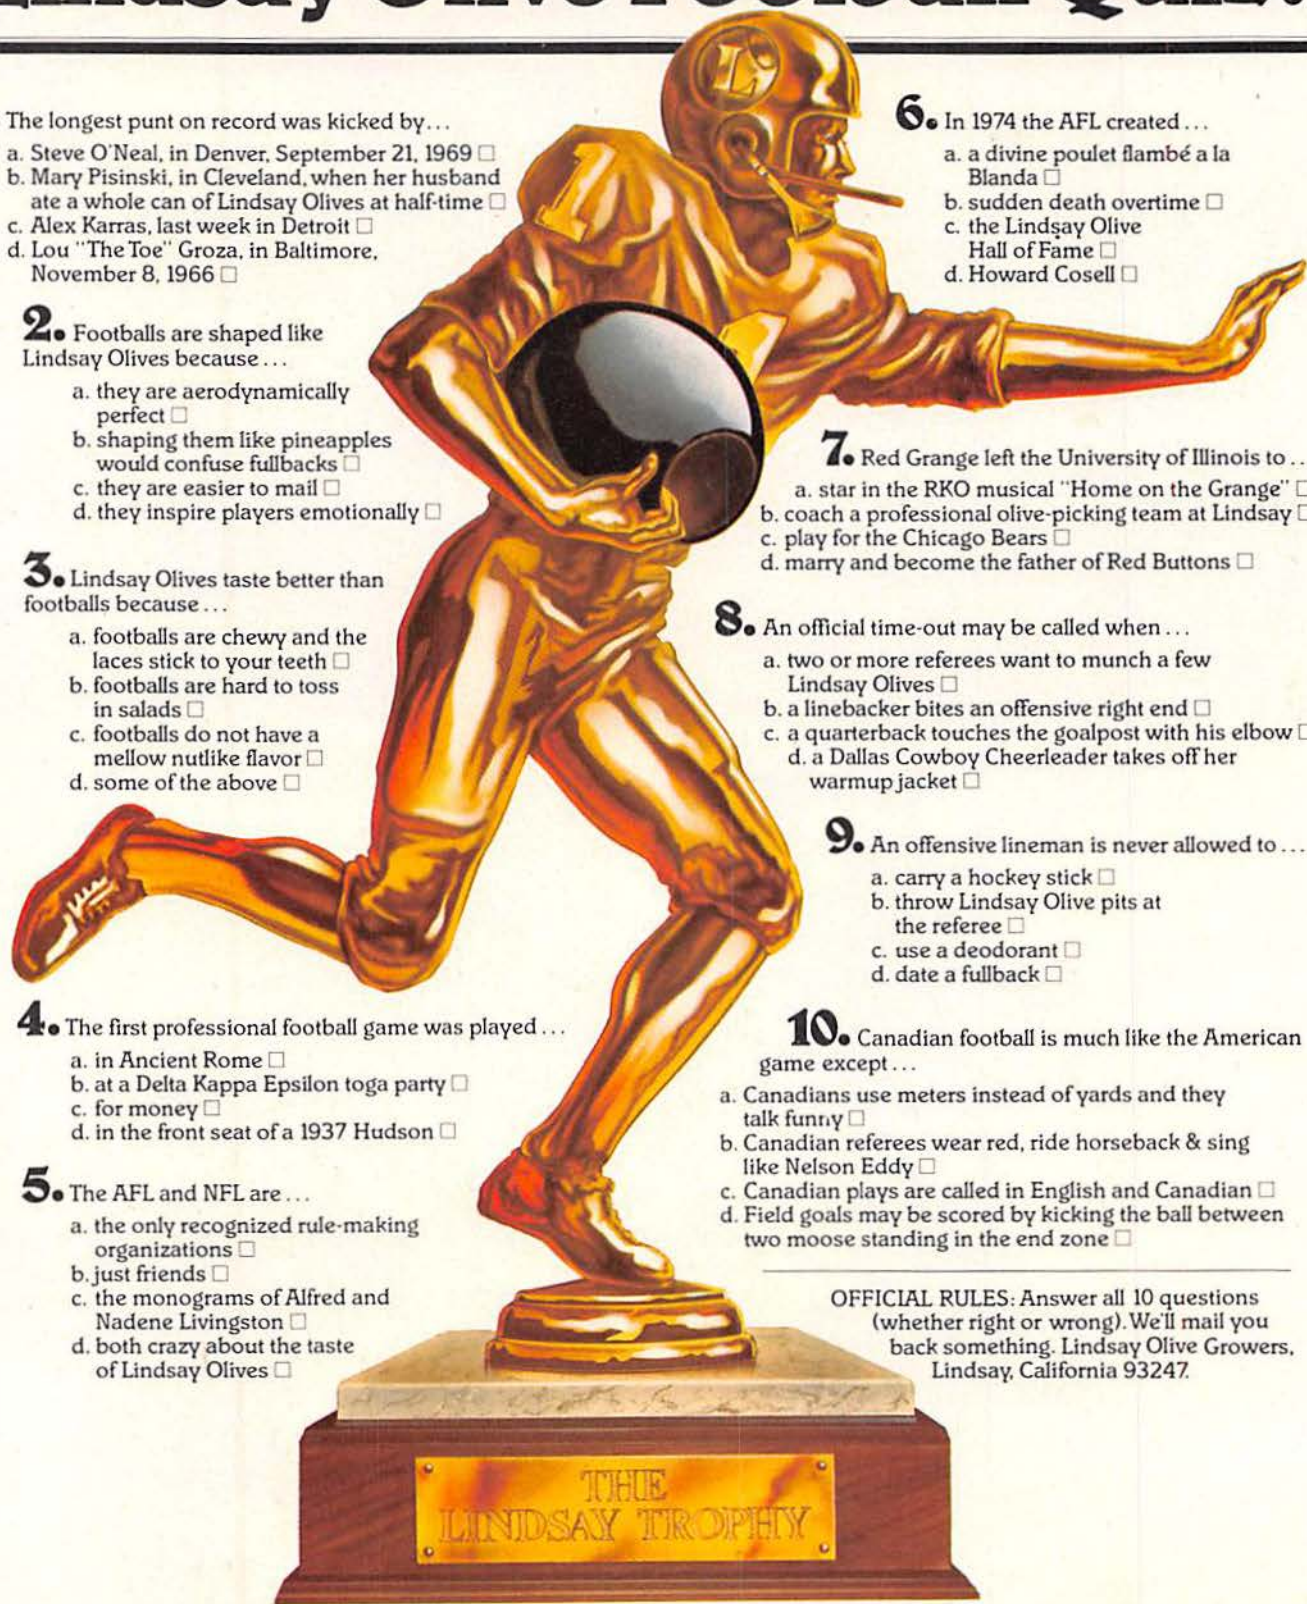 Lindsay Olive Football Quiz.
The longest punt on record was kicked by...
a. Steve O'Neal, in Denver, September 21, 1969 □
b. Mary Pisinski, in Cleveland, when her husband
ate a whole can of Lindsay Olives at half-time □
c. Alex Karras, last week in Detroit □
d. Lou "The Toe" Groza, in Baltimore,
November 8, 1966 □
2. Footballs are shaped like
Lindsay Olives because...
a. they are aerodynamically
perfect □
b. shaping them like pineapples
would confuse fullbacks □
c. they are easier to mail □
d. they inspire players emotionally □
3. Lindsay Olives taste better than
footballs because...
a. footballs are chewy and the
laces stick to your teeth □
b. footballs are hard to toss
in salads □
c. footballs do not have a
mellow nutlike flavor □
d. some of the above □
4. The first professional football game was played...
a. in Ancient Rome □
b. at a Delta Kappa Epsilon toga party □
c. for money □
d. in the front seat of a 1937 Hudson □
5. The AFL and NFL are...
a. the only recognized rule-making
organizations □
b. just friends □
c. the monograms of Alfred and
Nadene Livingston □
d. both crazy about the taste
of Lindsay Olives □
L
1
6. In 1974 the AFL created...
a. a divine poulet flambé a la
Blanda □
b. sudden death overtime □
c. the Lindsay Olive
Hall of Fame □
d. Howard Cosell □
7. Red Grange left the University of Illinois to..
a. star in the RKO musical "Home on the Grange" □
b. coach a professional olive-picking team at Lindsay □
c. play for the Chicago Bears □
d. marry and become the father of Red Buttons □
8. An official time-out may be called when...
a. two or more referees want to munch a few
Lindsay Olives □
b. a linebacker bites an offensive right end □
c. a quarterback touches the goalpost with his elbow □
d. a Dallas Cowboy Cheerleader takes off her
warmup jacket □
9. An offensive lineman is never allowed to...
a. carry a hockey stick □
b. throw Lindsay Olive pits at
the referee □
c. use a deodorant □
d. date a fullback □
10. Canadian football is much like the American
game except...
a. Canadians use meters instead of yards and they
talk funny □
b. Canadian referees wear red, ride horseback & sing
like Nelson Eddy □
c. Canadian plays are called in English and Canadian □
d. Field goals may be scored by kicking the ball between
two moose standing in the end zone □
OFFICIAL RULES: Answer all 10 questions
(whether right or wrong). We'll mail you
back something. Lindsay Olive Growers,
Lindsay, California 93247.
THE
LINDSAY TROPHY